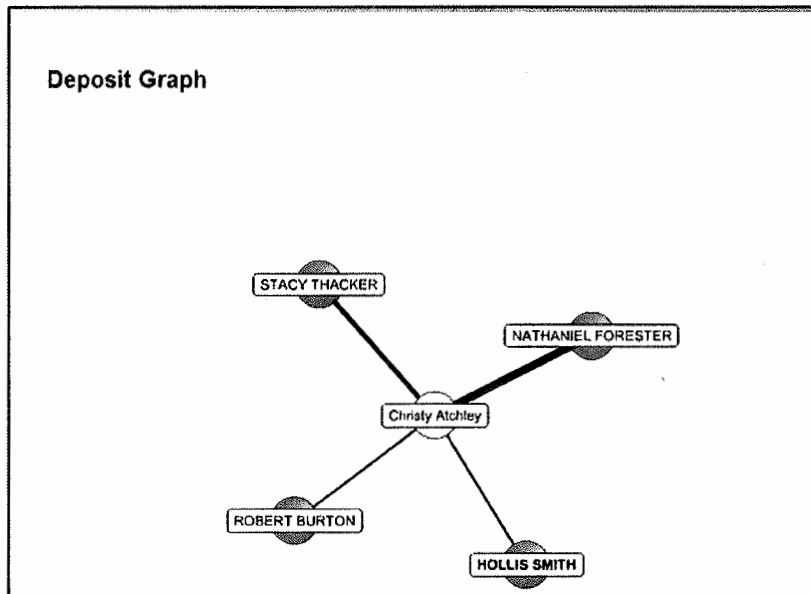 Deposit Graph
STACY THACKER
NATHANIEL FORESTER
Christy Atchley
ROBERT BURTON
HOLLIS SMITH